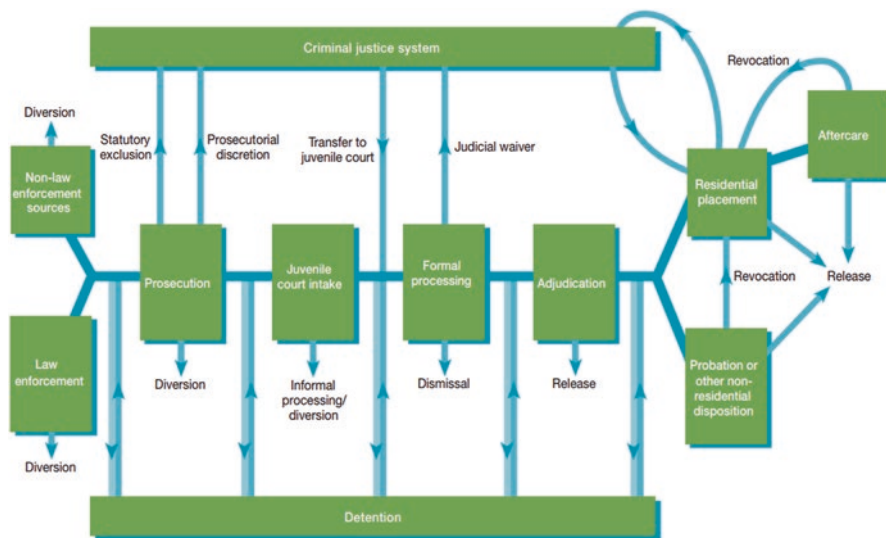 Criminal justice system
Revocation
Diversion
Aftercare
Statutory
exclusion
Prosecutorial
discretion
Transfer to
juvenile court
Judicial waiver
Non-law
enforcement
sources
Residential
placement
Prosecution
Juvenile
court intake
Formal
processing
Adjudication
Revocation
Release
Law
enforcement
Diversion
Informal
processing/
diversion
Dismissal
Release
Probation or
other non-
residential
disposition
Diversion
Detention